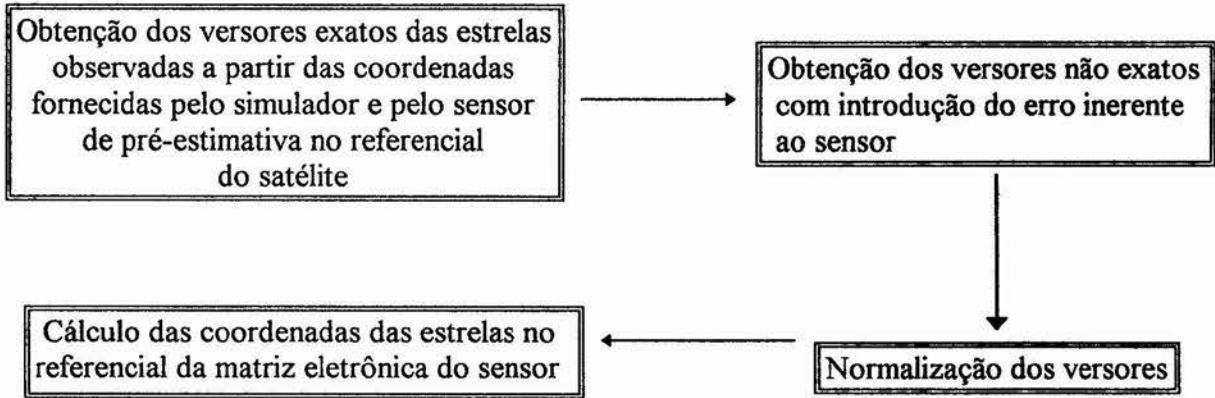 Obtenção dos versores exatos das estrelas
observadas a partir das coordenadas
fornecidas pelo simulador e pelo sensor
de pré-estimativa no referencial
do satélite
Obtenção dos versores não exatos
com introdução do erro inerente
ao sensor
Normalização dos versores
Cálculo das coordenadas das estrelas no
referencial da matriz eletrônica do sensor